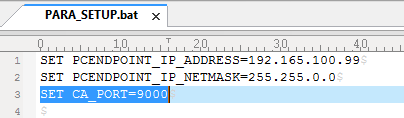 PARA_SETUP.bat
0 10 20 30 40
1 SET PCENDPOINT_IP_ADDRESS=192.165.100.99
2 SET PCENDPOINT_IP_NETMASK=255.255.0.0
3 SET CA_PORT=9000
4